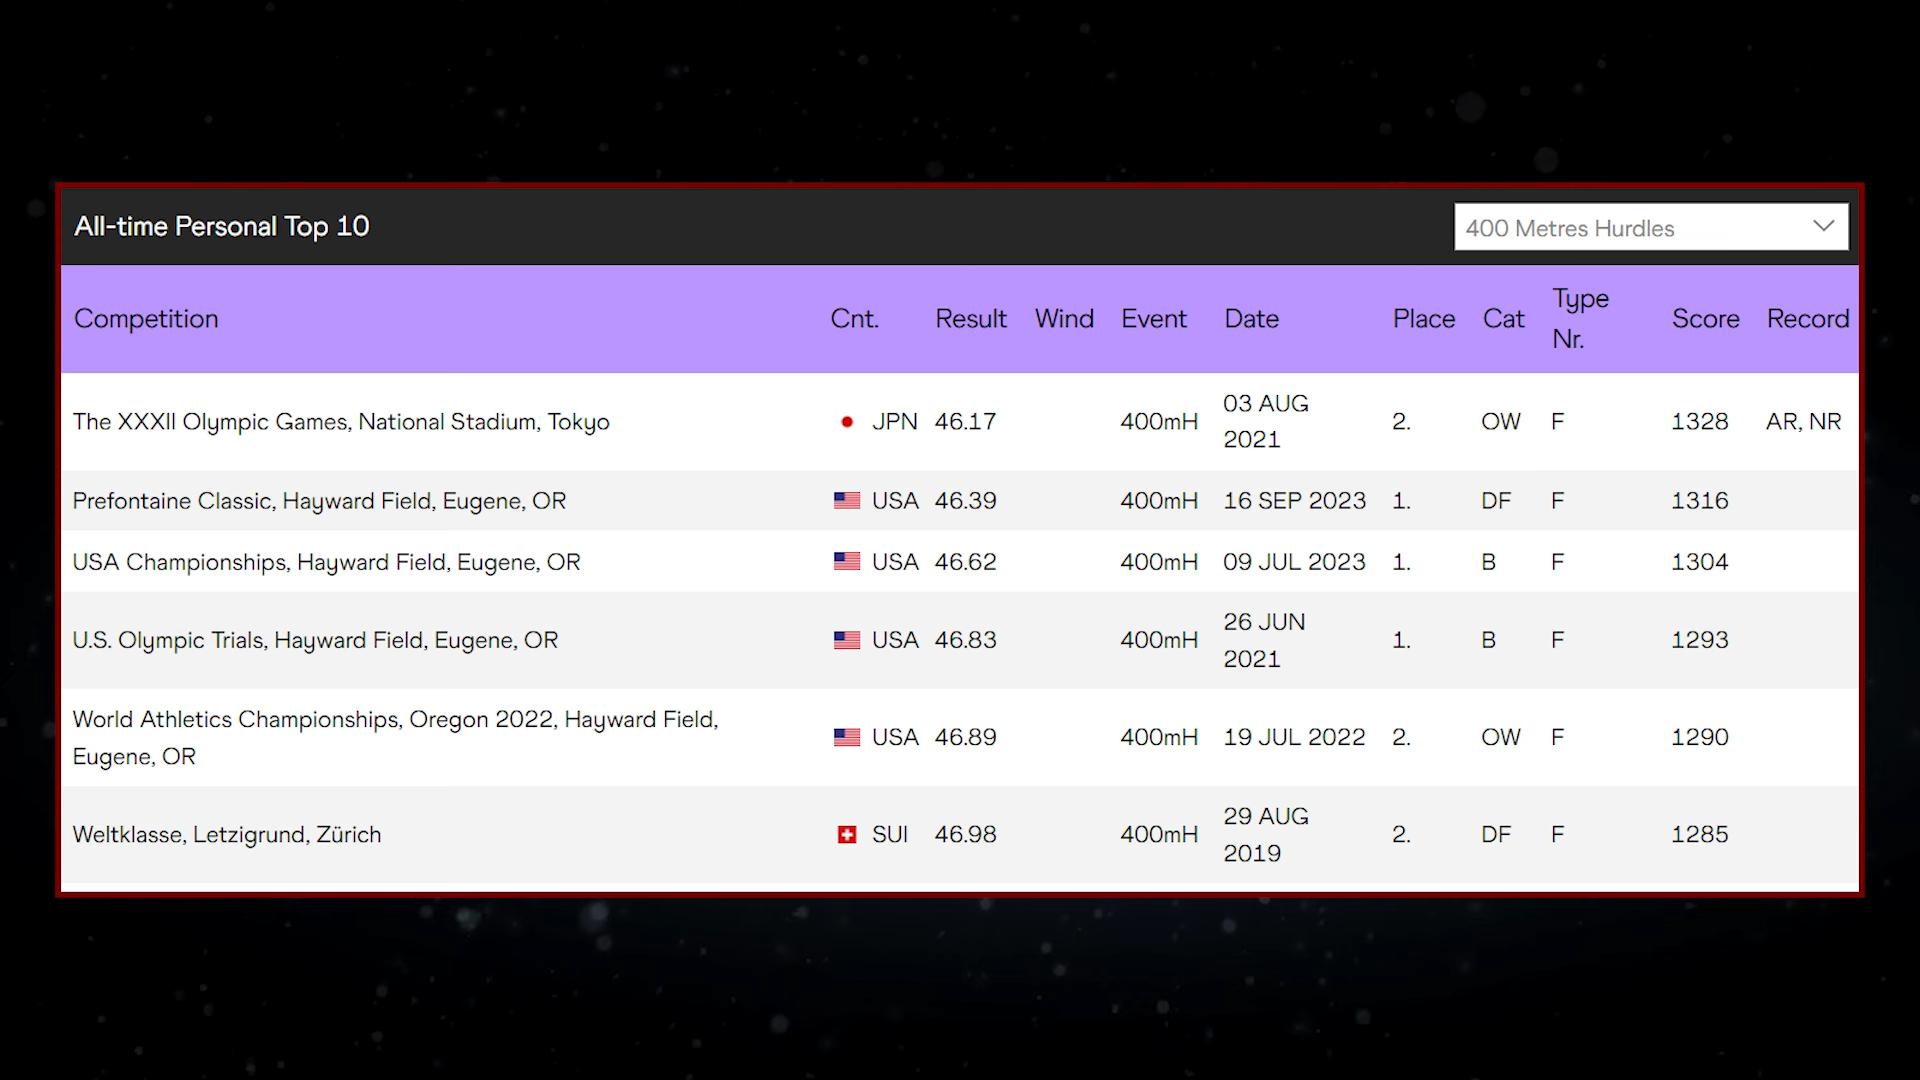 All-time Personal Top 10
400 Metres Hurdles
Competition Cnt. Result Wind Event Date Place Cat Type Nr. Score Record
The XXXII Olympic Games, National Stadium, Tokyo JPN 46.17 400mH 03 AUG 2021 2. OW F 1328 AR, NR
Prefontaine Classic, Hayward Field, Eugene, OR USA 46.39 400mH 16 SEP 2023 1. DF F 1316
USA Championships, Hayward Field, Eugene, OR USA 46.62 400mH 09 JUL 2023 1. B F 1304
U.S. Olympic Trials, Hayward Field, Eugene, OR USA 46.83 400mH 26 JUN 2021 1. B F 1293
World Athletics Championships, Oregon 2022, Hayward Field, Eugene, OR USA 46.89 400mH 19 JUL 2022 2. OW F 1290
Weltklasse, Letzigrund, Zürich SUI 46.98 400mH 29 AUG 2019 2. DF F 1285